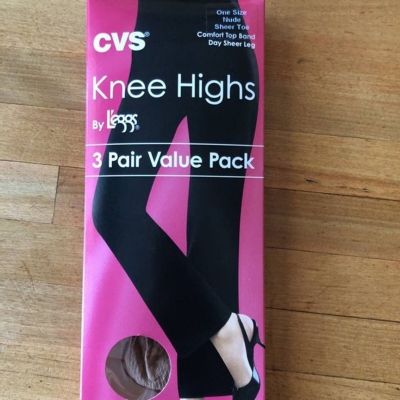 One Size
Nude
Sheer Toe
Comfort Top Band
Day Sheer Leg
CVS®
Knee Highs
By L'eggs®
3 Pair Value Pack